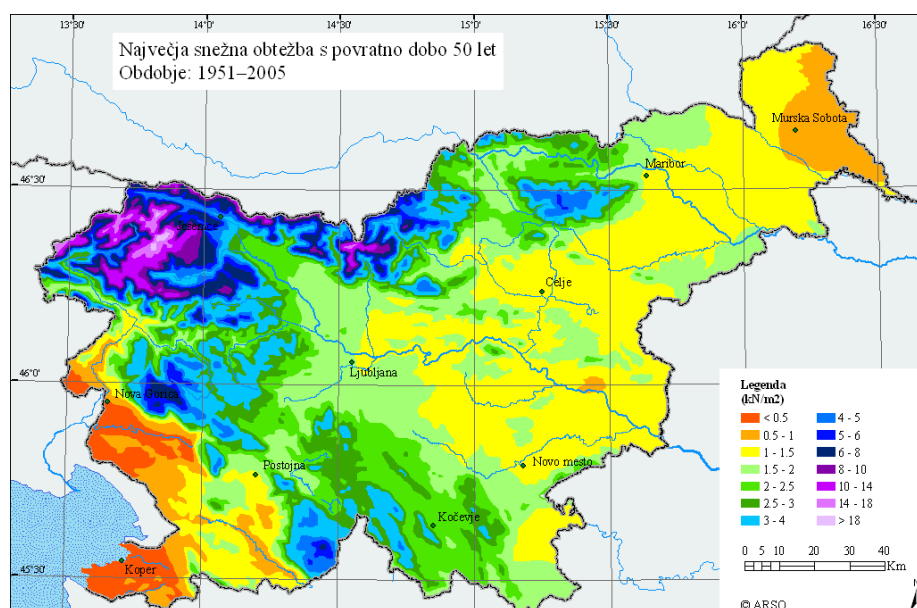 13°30' 14°0' 14°30' 15°0' 15°30' 16°0' 16°30'
Največja snežna obtežba s povratno dobo 50 let
Obdobje: 1951–2005
Murska Sobota
46°30'
Maribor
Jesenice
Celje
46°0'
Ljubljana
Nova Gorica
Postojna
Novo mesto
Kočevje
45°30'
Koper
Legenda
(kN/m2)
< 0.5
0.5 - 1
1 - 1.5
1.5 - 2
2 - 2.5
2.5 - 3
3 - 4
4 - 5
5 - 6
6 - 8
8 - 10
10 - 14
14 - 18
> 18
0 5 10 20 30 40
Km
© ARSO